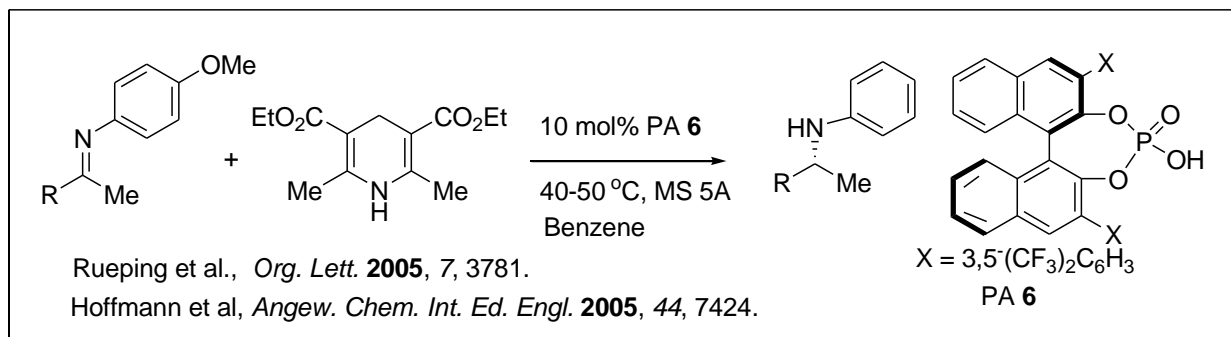 OMe
N
R
Me
+
EtO2C
CO2Et
Me
N
H
Me
10 mol% PA 6
40-50 °C, MS 5A
Benzene
HN
R
Me
X
O
O
P
OH
O
X
X = 3,5-(CF3)2C6H3
PA 6
Rueping et al., Org. Lett. 2005, 7, 3781.
Hoffmann et al, Angew. Chem. Int. Ed. Engl. 2005, 44, 7424.